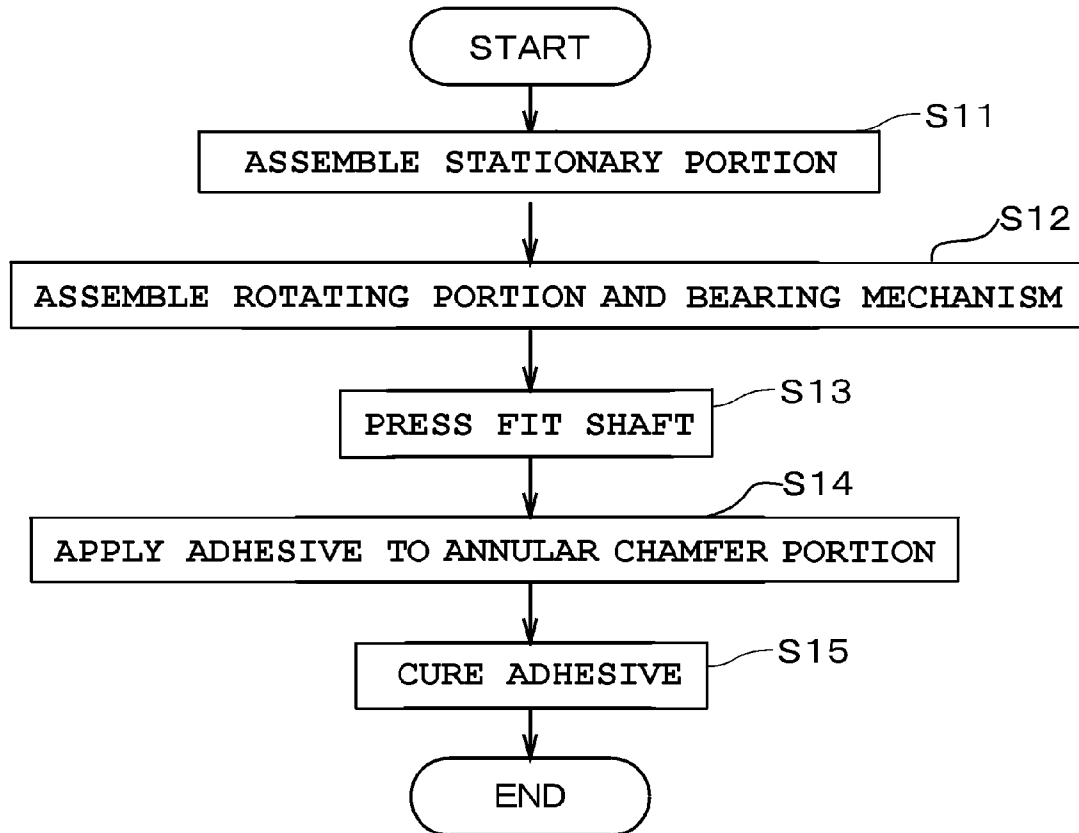 START
S11
ASSEMBLE STATIONARY PORTION
S12
ASSEMBLE ROTATING PORTION AND BEARING MECHANISM
S13
PRESS FIT SHAFT
S14
APPLY ADHESIVE TO ANNULAR CHAMFER PORTION
S15
CURE ADHESIVE
END